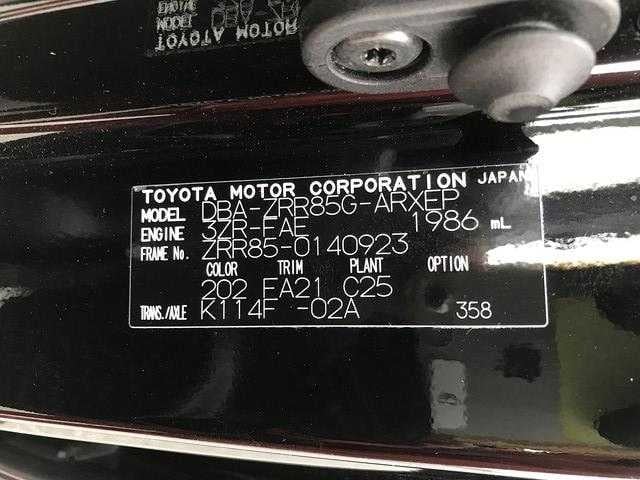 TOYOTA MOTOR CORPORATION JAPAN
MODEL DBA-ZRR85G-ARXEP
ENGINE 3ZR-FAE 1986 mL
FRAME No. ZRR85-0140923
COLOR TRIM PLANT OPTION
202 EA21 C25
TRANS./AXLE K114F -02A 358